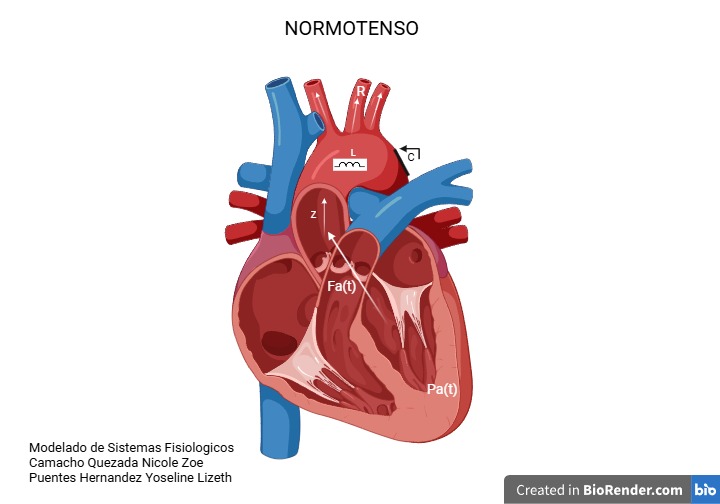 NORMOTENSO
R
L
C
Z
Fa(t)
Pa(t)
Modelado de Sistemas Fisiologicos
Camacho Quezada Nicole Zoe
Puentes Hernandez Yoseline Lizeth
Created in BioRender.com bio